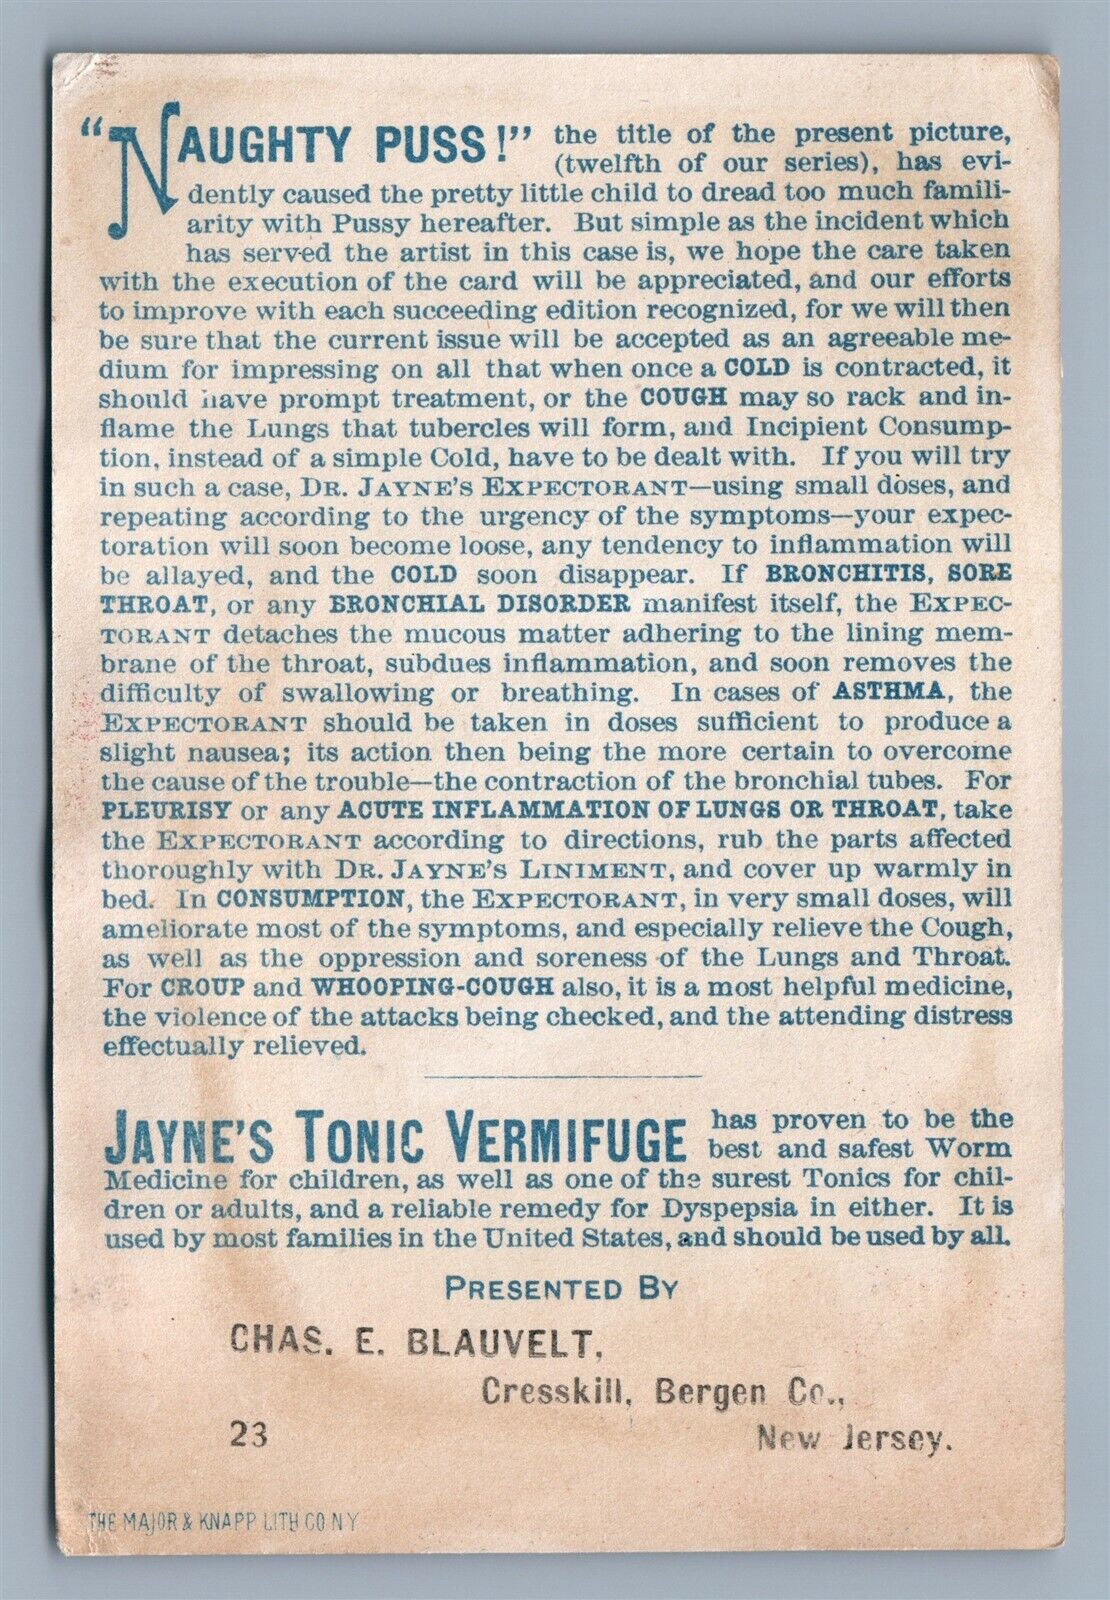 "NAUGHTY PUSS!" the title of the present picture,
(twelfth of our series), has evi-
dently caused the pretty little child to dread too much famili-
arity with Pussy hereafter. But simple as the incident which
has served the artist in this case is, we hope the care taken
with the execution of the card will be appreciated, and our efforts
to improve with each succeeding edition recognized, for we will then
be sure that the current issue will be accepted as an agreeable me-
dium for impressing on all that when once a COLD is contracted, it
should have prompt treatment, or the COUGH may so rack and in-
flame the Lungs that tubercles will form, and Incipient Consump-
tion, instead of a simple Cold, have to be dealt with. If you will try
in such a case, DR. JAYNE'S EXPECTORANT—using small doses, and
repeating according to the urgency of the symptoms—your expec-
toration will soon become loose, any tendency to inflammation will
be allayed, and the COLD soon disappear. If BRONCHITIS, SORE
THROAT, or any BRONCHIAL DISORDER manifest itself, the EXPEC-
TORANT detaches the mucous matter adhering to the lining mem-
brane of the throat, subdues inflammation, and soon removes the
difficulty of swallowing or breathing. In cases of ASTHMA, the
EXPECTORANT should be taken in doses sufficient to produce a
slight nausea; its action then being the more certain to overcome
the cause of the trouble—the contraction of the bronchial tubes. For
PLEURISY or any ACUTE INFLAMMATION OF LUNGS OR THROAT, take
the EXPECTORANT according to directions, rub the parts affected
thoroughly with DR. JAYNE'S LINIMENT, and cover up warmly in
bed. In CONSUMPTION, the EXPECTORANT, in very small doses, will
ameliorate most of the symptoms, and especially relieve the Cough,
as well as the oppression and soreness of the Lungs and Throat.
For CROUP and WHOOPING-COUGH also, it is a most helpful medicine,
the violence of the attacks being checked, and the attending distress
effectually relieved.
JAYNE'S TONIC VERMIFUGE has proven to be the
best and safest Worm
Medicine for children, as well as one of the surest Tonics for chil-
dren or adults, and a reliable remedy for Dyspepsia in either. It is
used by most families in the United States, and should be used by all.
PRESENTED BY
CHAS. E. BLAUVELT,
Cresskill, Bergen Co.,
23 New Jersey.
THE MAJOR & KNAPP LITH CO N Y